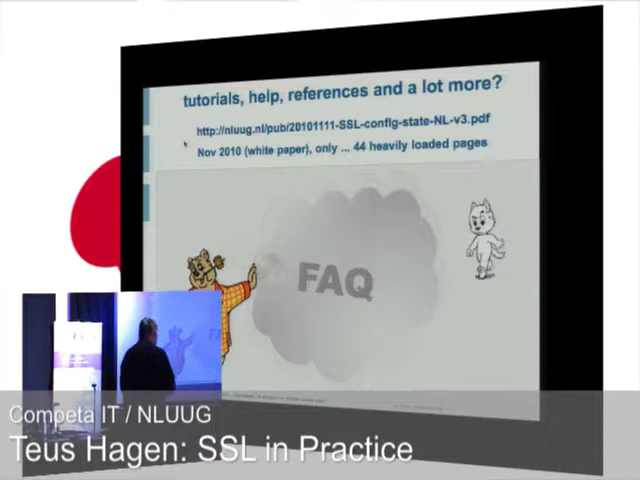 tutorials, help, references and a lot more?
http://nluug.nl/pub/20101111-SSL-config-state-NL-v3.pdf
Nov 2010 (white paper), only ... 44 heavily loaded pages
FAQ
FA
Competa IT / NLUUG
Teus Hagen: SSL in Practice